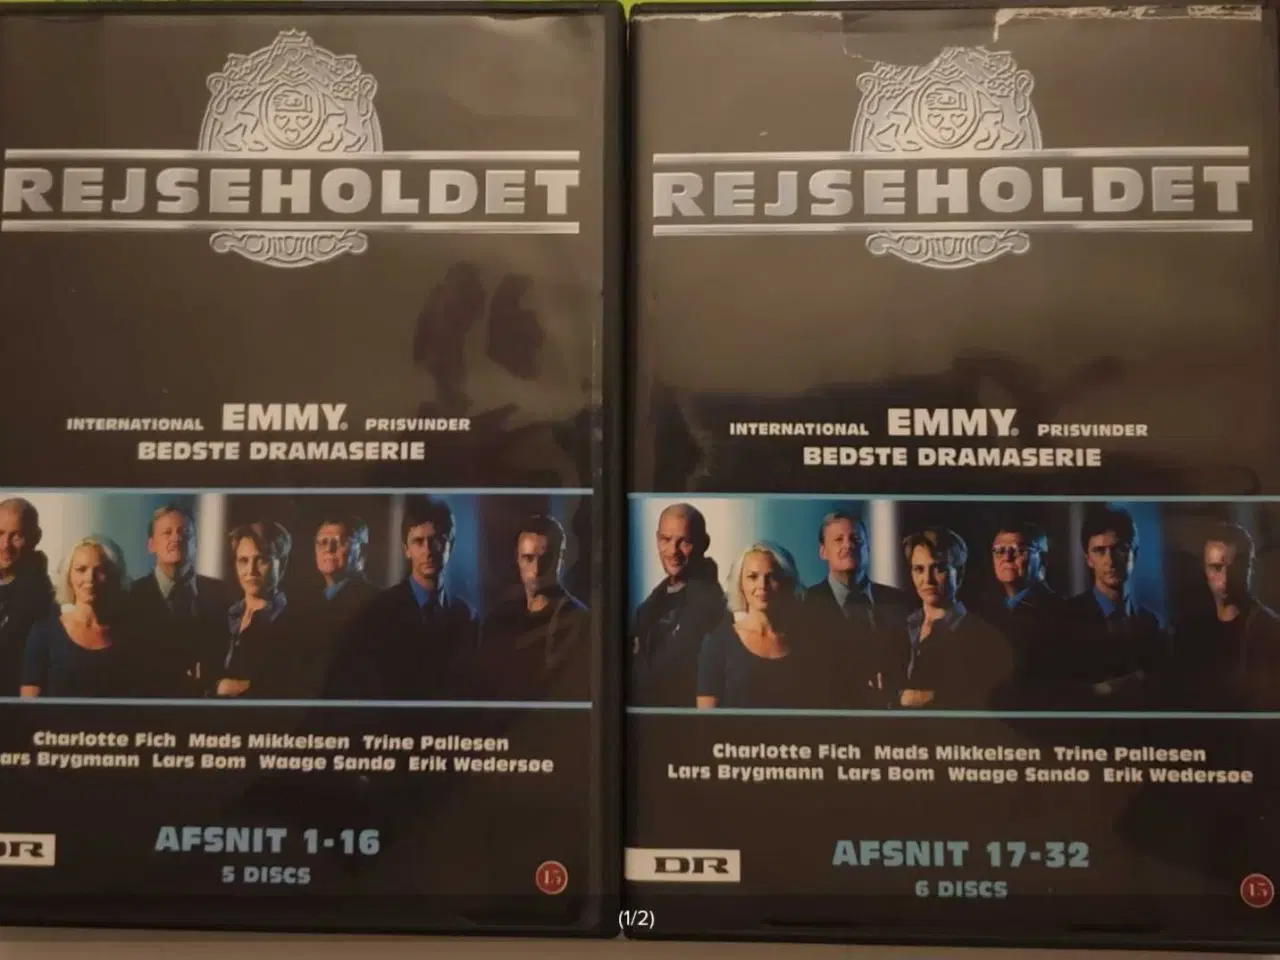 REJSEHOLDET
INTERNATIONAL EMMY® PRISVINDER
BEDSTE DRAMASERIE
Charlotte Fich Mads Mikkelsen Trine Pallesen
ars Brygmann Lars Bom Waage Sandø Erik Wedersøe
DR
AFSNIT 1-16
5 DISCS
15
REJSEHOLDET
INTERNATIONAL EMMY® PRISVINDER
BEDSTE DRAMASERIE
Charlotte Fich Mads Mikkelsen Trine Pallesen
Lars Brygmann Lars Bom Waage Sandø Erik Wedersøe
DR
AFSNIT 17-32
6 DISCS
15
(1/2)